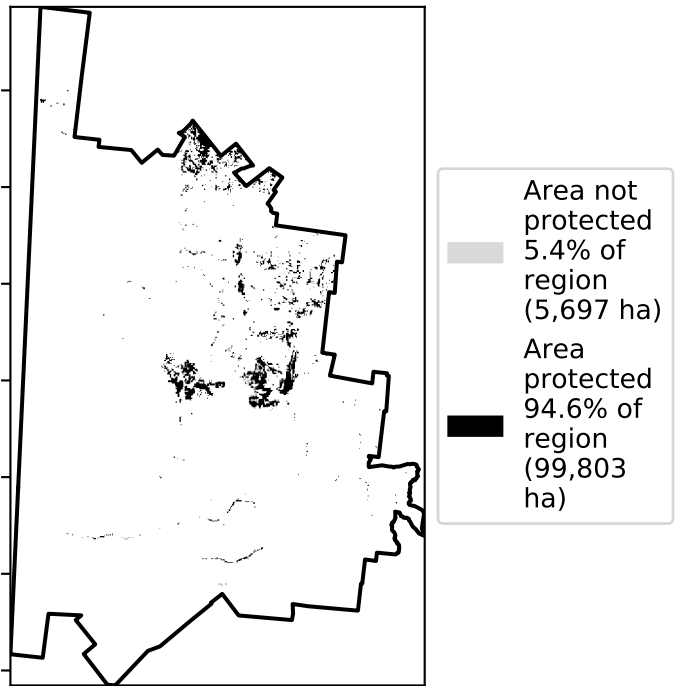 Area not
protected
5.4% of
region
(5,697 ha)
Area
protected
94.6% of
region
(99,803
ha)